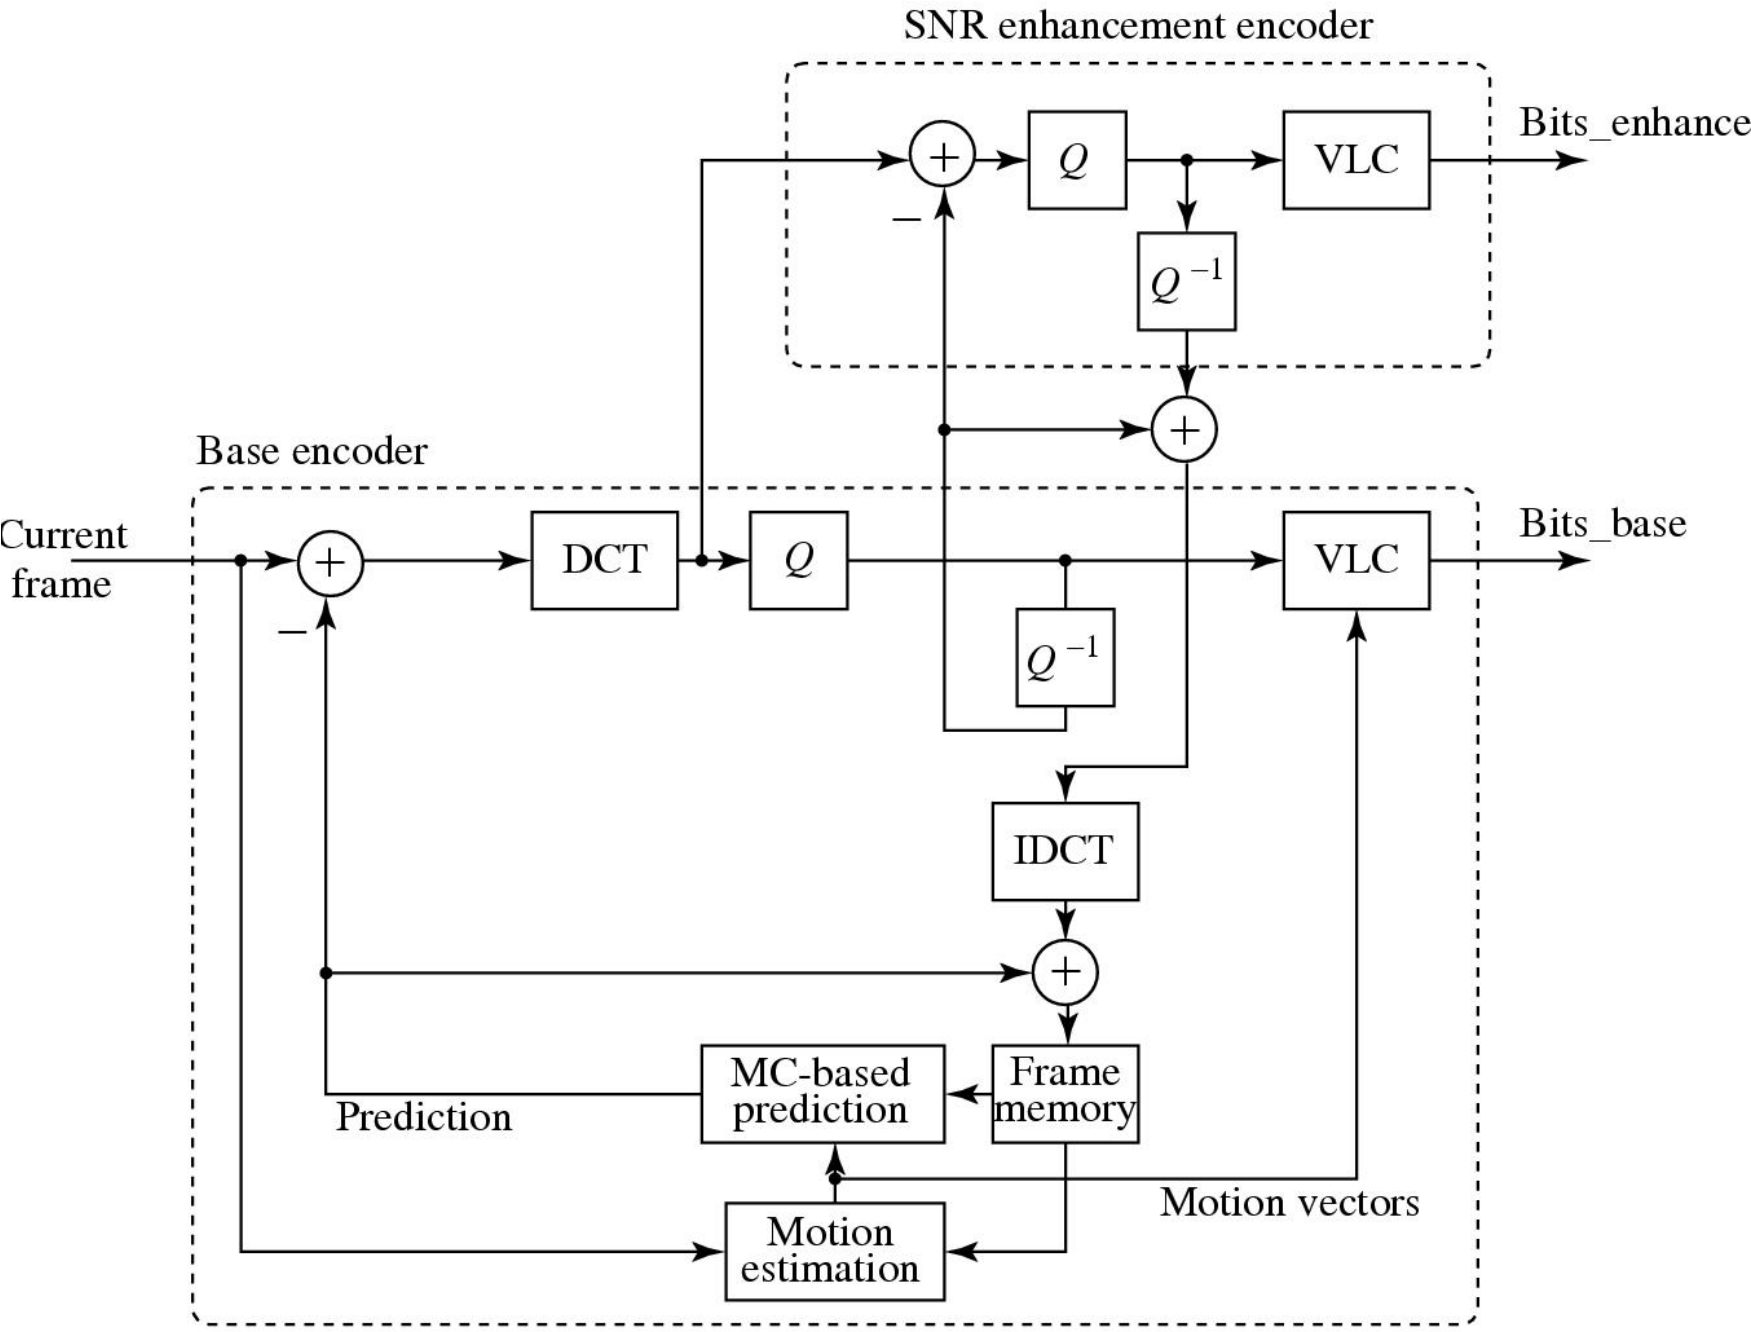 SNR enhancement encoder
Bits_enhance
+
Q
VLC
−
Q −1
+
Base encoder
Current
frame
+
DCT
Q
VLC
Bits_base
−
Q −1
IDCT
+
MC-based
prediction
Frame
memory
Prediction
Motion vectors
Motion
estimation